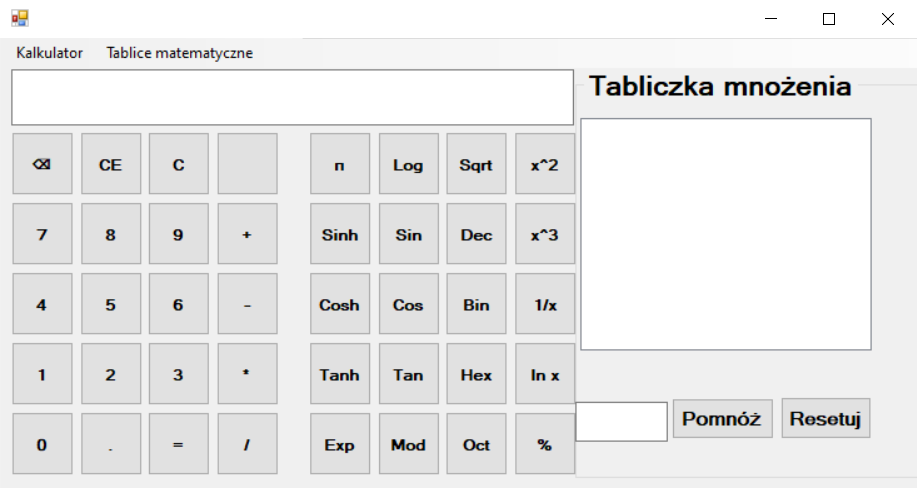 Kalkulator Tablice matematyczne
Tabliczka mnożenia
⌫ CE C п Log Sqrt x^2
7 8 9 + Sinh Sin Dec x^3
4 5 6 - Cosh Cos Bin 1/x
1 2 3 * Tanh Tan Hex ln x
Pomnóż Resetuj
0 . = / Exp Mod Oct %